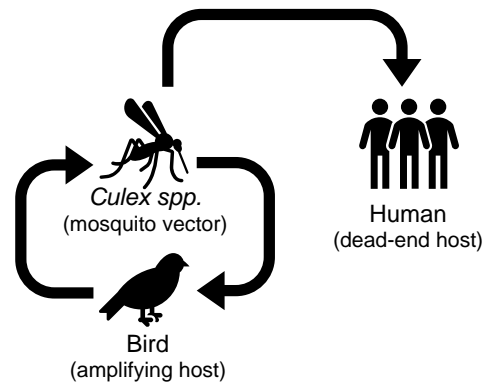 Culex spp.
(mosquito vector)
Human
(dead-end host)
Bird
(amplifying host)